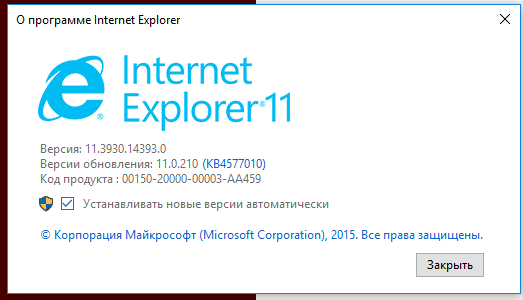 О программе Internet Explorer
Internet
Explorer®11
Версия: 11.3930.14393.0
Версии обновления: 11.0.210 (KB4577010)
Код продукта : 00150-20000-00003-AA459
Устанавливать новые версии автоматически
© Корпорация Майкрософт (Microsoft Corporation), 2015. Все права защищены.
Закрыть